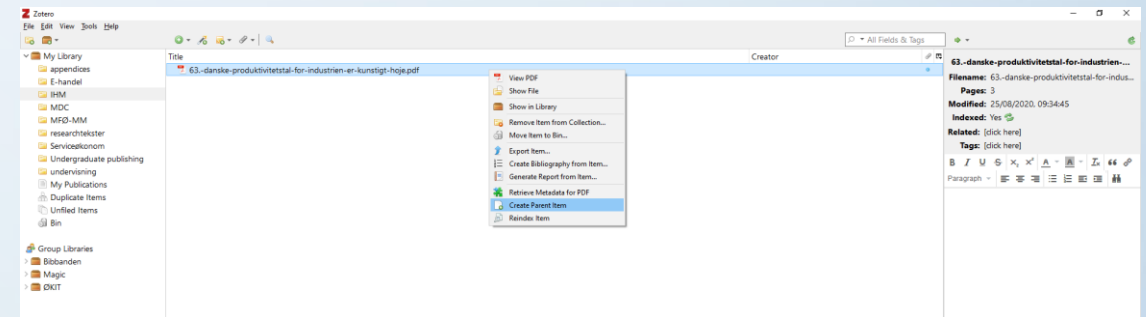 Zotero
File Edit View Tools Help
All Fields & Tags
My Library
appendices
E-handel
IHM
MDC
MFØ-MM
researchtekster
Serviceøkonom
Undergraduate publishing
undervisning
My Publications
Duplicate Items
Unfiled Items
Bin
Group Libraries
Bibbanden
Magic
ØKIT
Title Creator
63.-danske-produktivitetstal-for-industrien-er-kunstigt-hoje.pdf
View PDF
Show File
Show in Library
Remove Item from Collection...
Move Item to Bin...
Export Item...
Create Bibliography from Item...
Generate Report from Item...
Retrieve Metadata for PDF
Create Parent Item
Reindex Item
63.-danske-produktivitetstal-for-industrien-...
Filename: 63.-danske-produktivitetstal-for-indus...
Pages: 3
Modified: 25/08/2020, 09:34:45
Indexed: Yes
Related: [click here]
Tags: [click here]
B I U S X₂ X² A A Tx
Paragraph